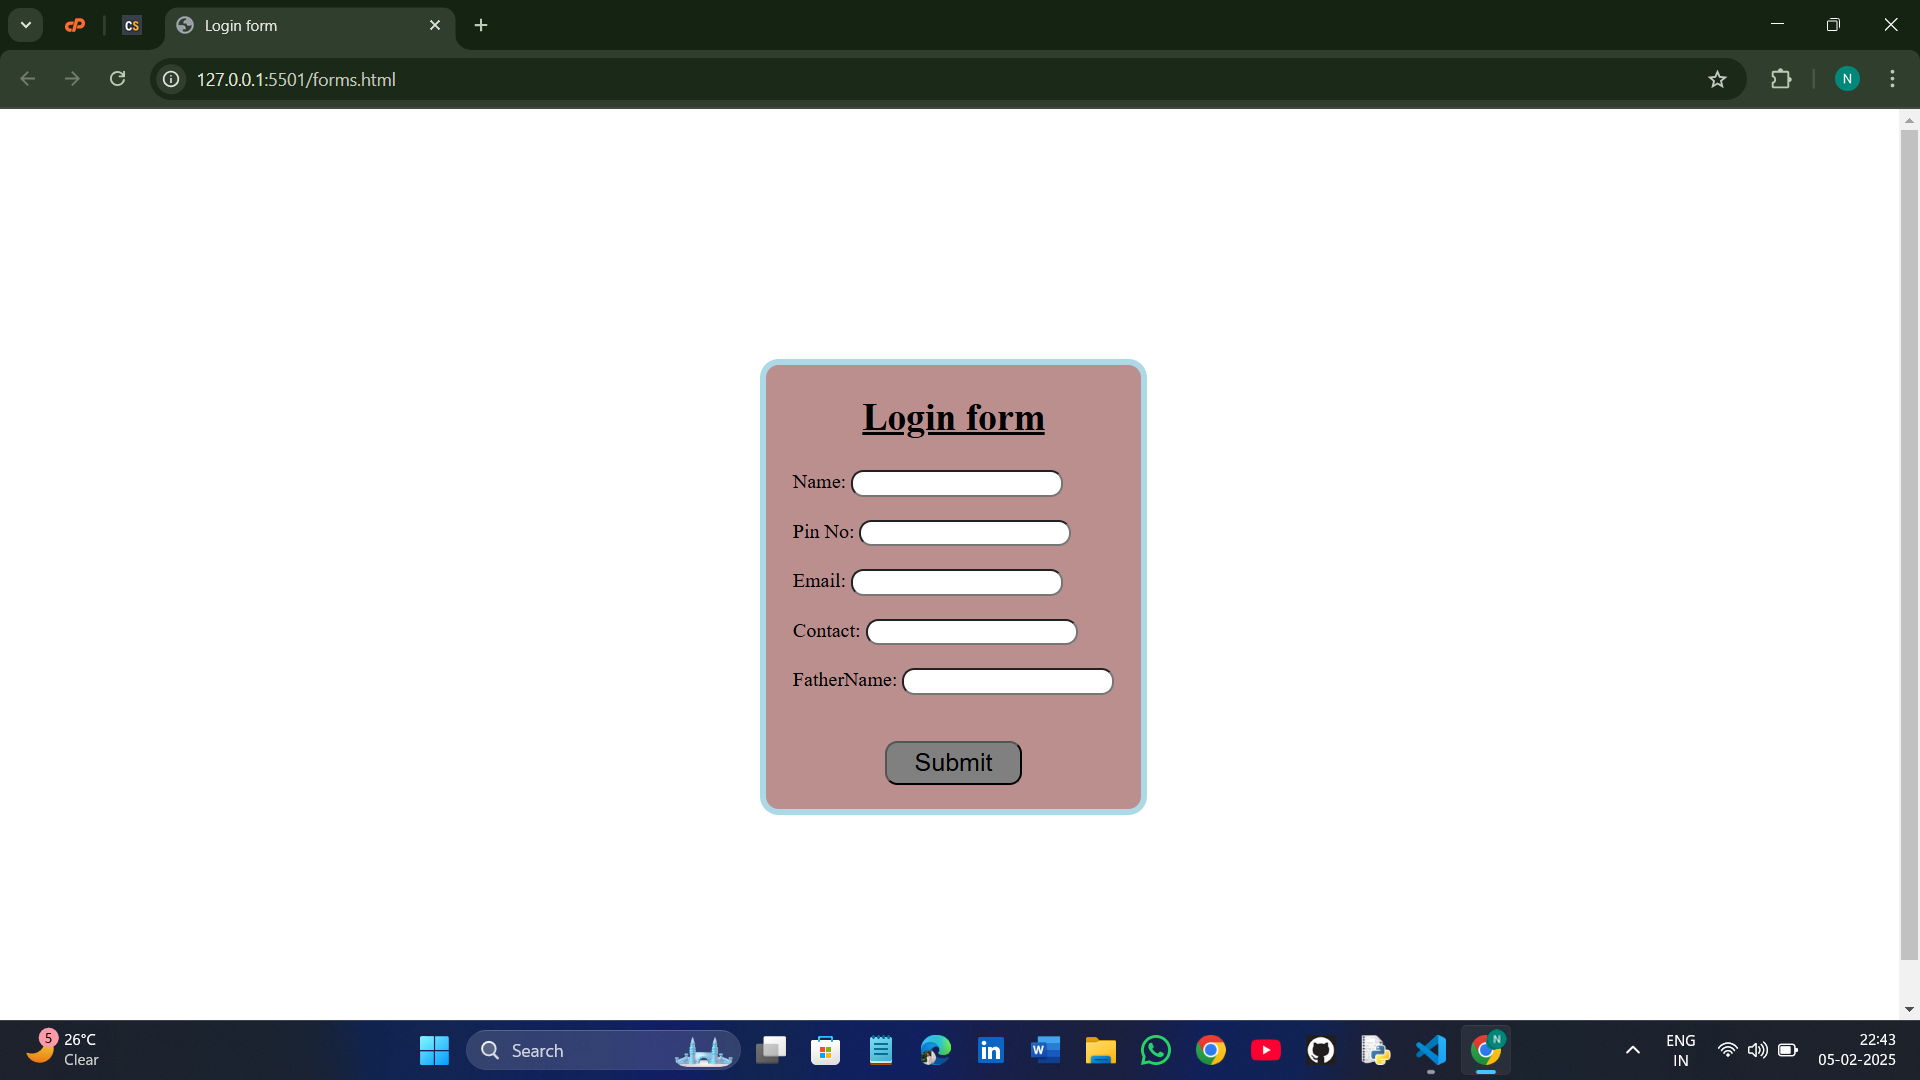 CS
Login form
127.0.0.1:5501/forms.html
N
Login form
Name:
Pin No:
Email:
Contact:
FatherName:
Submit
5
26°C
Clear
Search
in
W
N
ENG
IN
22:43
05-02-2025